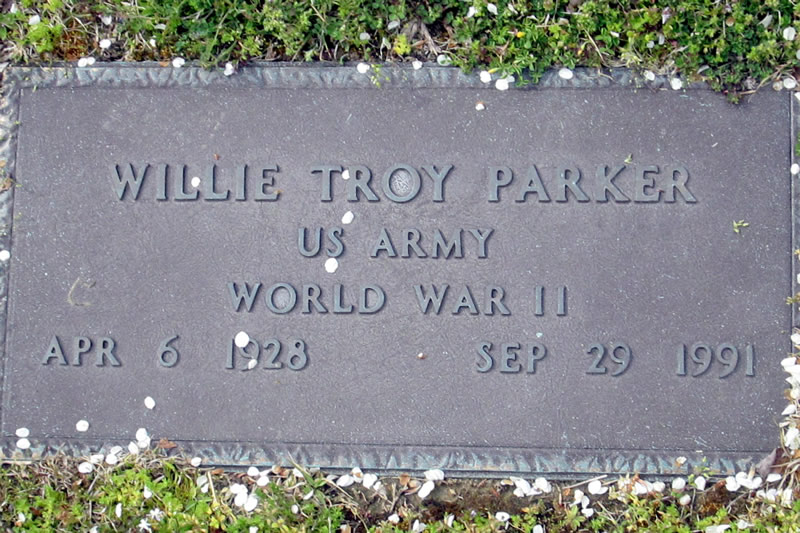 WILLIE TROY PARKER
US ARMY
WORLD WAR II
APR 6 1928 SEP 29 1991